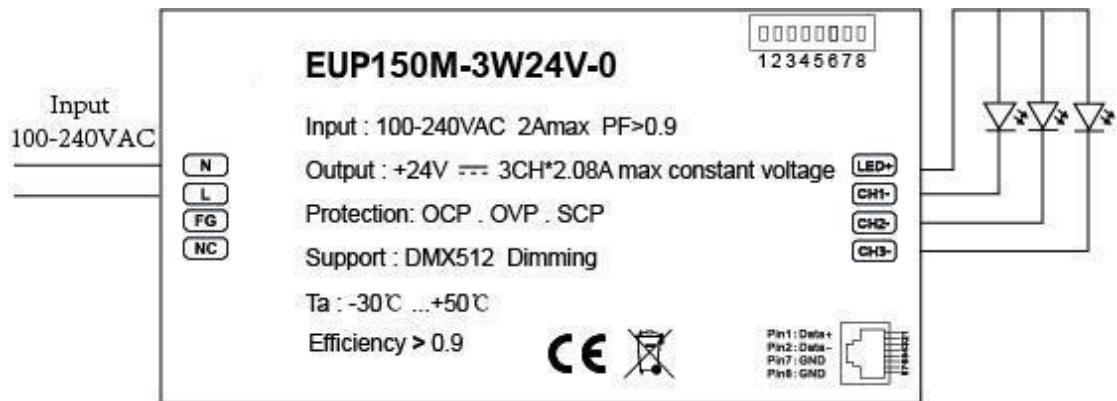 EUP150M-3W24V-0
12345678
Input
100-240VAC
Input : 100-240VAC 2Amax PF>0.9
Output : +24V ⎓ 3CH*2.08A max constant voltage
Protection: OCP . OVP . SCP
Support : DMX512 Dimming
Ta : -30℃ ...+50℃
Efficiency > 0.9
N
L
FG
NC
LED+
CH1-
CH2-
CH3-
CE
Pin1:Data+
Pin2:Data-
Pin7:GND
Pin8:GND
87654321